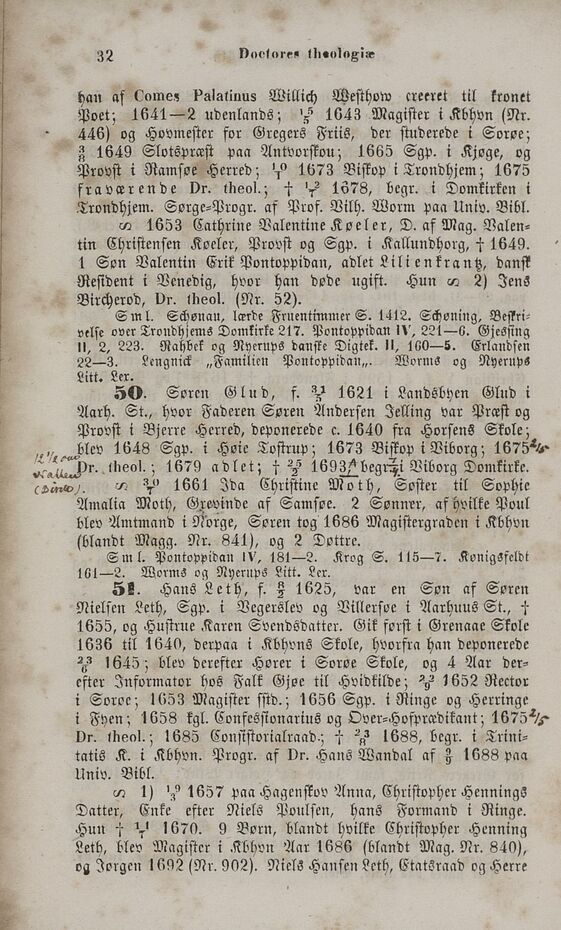 32 Doctores theologiæ
han af Comes Palatinus Willich Westhow creeret til kronet
Poet; 1641—2 udenlands; 1643 Magister i Kbhvn (Nr.
446) og Hovmester for Gregers Friis, der studerede i Sorøe;
1649 Slotspræst paa Antvorskou; 1665 Sgp. i Kjøge, og
Provst i Ramsøe Herred; 1673 Biskop i Trondhjem; 1675
fraværende Dr. theol.; † 1678, begr. i Domkirken i
Trondhjem. Sørge-Progr. af Prof. Vilh. Worm paa Univ. Bibl.
∽ 1653 Cathrine Valentine Køeler, D. af Mag. Valen-
tin Christensen Køeler, Provst og Sgp. i Kallundborg, † 1649.
1 Søn Valentin Erik Pontoppidan, adlet Lilienkrantz, dansk
Resident i Venedig, hvor han døde ugift. Hun ∽ 2) Jens
Bircherod, Dr. theol. (Nr. 52).
Sml. Schønau, lærde Fruentimmer S. 1412. Schøning, Beskri-
velse over Trondhjems Domkirke 217. Pontoppidan IV, 221—6. Gjessing
II, 2, 223. Rahbek og Nyerups danske Digtek. II, 160—5. Erlandsen
22—3. Lengnick „Familien Pontoppidan„. Worms og Nyerups
Litt. Lex.
50. Søren Glud, f. 1621 i Landsbyen Glud i
Aarh. St., hvor Faderen Søren Andersen Jelling var Præst og
Provst i Bjerre Herred, deponerede c. 1640 fra Horsens Skole;
blev 1648 Sgp. i Høie Tostrup; 1673 Biskop i Viborg; 1675 2/5
Dr. theol.; 1679 adlet; † 1693, begr. i Viborg Domkirke.
∽ 1661 Ida Christine Moth, Søster til Sophie
Amalia Moth, Grevinde af Samsøe. 2 Sønner, af hvilke Poul
blev Amtmand i Norge, Søren tog 1686 Magistergraden i Kbhvn
(blandt Magg. Nr. 841), og 2 Døttre.
Sml. Pontoppidan IV, 181—2. Krog S. 115—7. Kønigsfeldt
161—2. Worms og Nyerups Litt. Lex.
51. Hans Leth, f. 1625, var en Søn af Søren
Nielsen Leth, Sgp. i Vegerslev og Villersøe i Aarhuus St., †
1655, og Hustrue Karen Svendsdatter. Gik først i Grenaae Skole
1636 til 1640, derpaa i Kbhvns Skole, hvorfra han deponerede
1645; blev derefter Hører i Sorøe Skole, og 4 Aar der-
efter Informator hos Falk Gjøe til Hvidkilde; 1652 Rector
i Sorøe; 1653 Magister sstd.; 1656 Sgp. i Ringe og Herringe
i Fyen; 1658 kgl. Confessionarius og Over-Hofprædikant; 1675 2/5
Dr. theol.; 1685 Consistorialraad.; † 1688, begr. i Trini-
tatis K. i Kbhvn. Progr. af Dr. Hans Wandal af 1688 paa
Univ. Bibl.
∽ 1) 1657 paa Hagenskov Anna, Christopher Hennings
Datter, Enke efter Niels Poulsen, hans Formand i Ringe.
Hun † 1670. 9 Børn, blandt hvilke Christopher Henning
Leth, blev Magister i Kbhvn Aar 1686 (blandt Mag. Nr. 840),
og Jørgen 1692 (Nr. 902). Niels Hansen Leth, Etatsraad og Herre